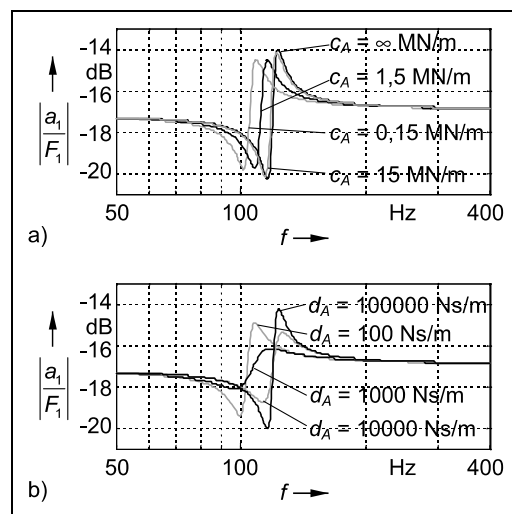 -14
dB
-16
-18
-20
|a₁/F₁|
c_A = ∞ MN/m
c_A = 1,5 MN/m
c_A = 0,15 MN/m
c_A = 15 MN/m
50 100 Hz 400
a) f →
-14
dB
-16
-18
-20
|a₁/F₁|
d_A = 100000 Ns/m
d_A = 100 Ns/m
d_A = 1000 Ns/m
d_A = 10000 Ns/m
50 100 Hz 400
b) f →